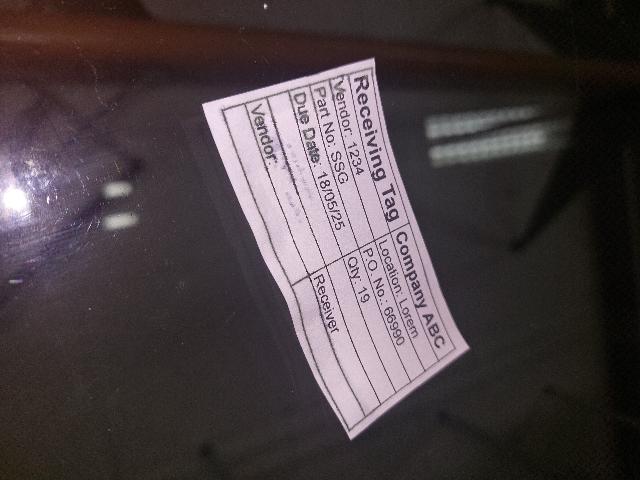 Receiving Tag Company ABC
Vendor: 1234 Location: Lorem
Part No: SSG P.O. No.: 66990
Due Date: 18/05/25 Qty: 19
Vendor: Receiver